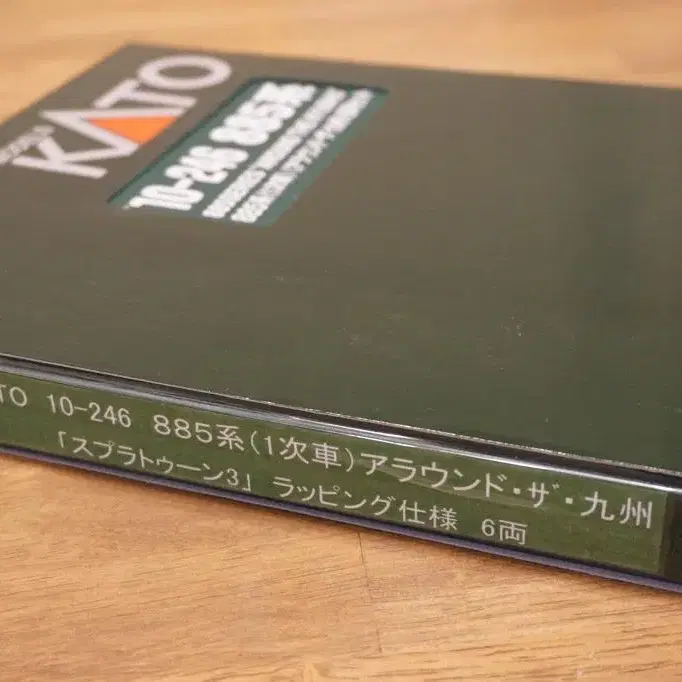 KATO
10-246 885系
TO 10-246 885系(1次車)アラウンド・ザ・九州
「スプラトゥーン3」 ラッピング仕様 6両